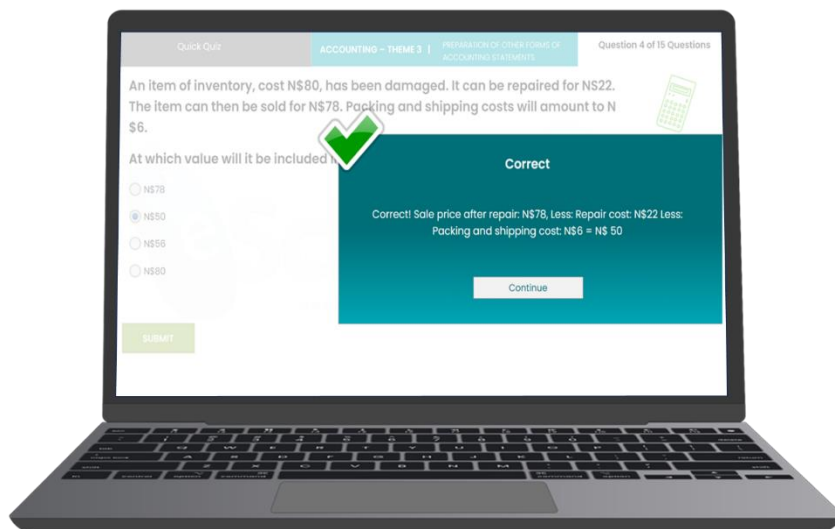 Quick Quiz
ACCOUNTING – THEME 3 |
PREPARATION OF OTHER FORMS OF
ACCOUNTING STATEMENTS
Question 4 of 15 Questions
An item of inventory, cost N$80, has been damaged. It can be repaired for NS22.
The item can then be sold for N$78. Packing and shipping costs will amount to N
$6.
At which value will it be included
N$78
N$50
N$56
N$80
SUBMIT
Correct
Correct! Sale price after repair: N$78, Less: Repair cost: N$22 Less:
Packing and shipping cost: N$6 = N$ 50
Continue